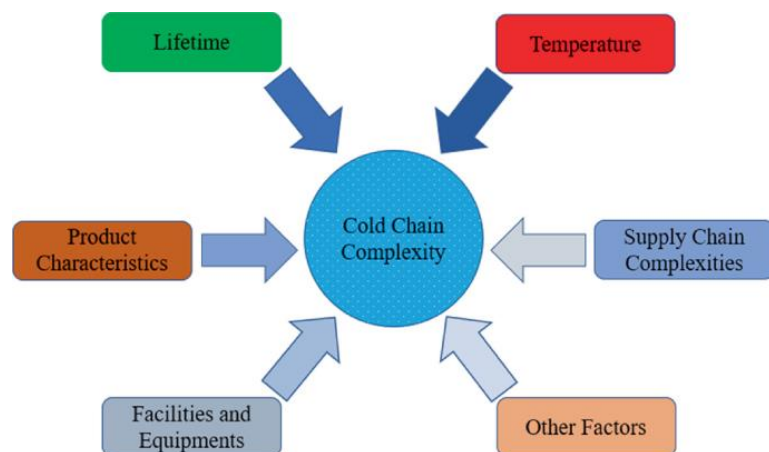 Lifetime
Temperature
Cold Chain
Complexity
Product
Characteristics
Supply Chain
Complexities
Facilities and
Equipments
Other Factors